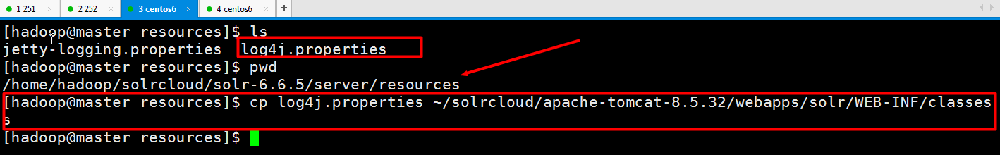 1 251
2 252
3 centos6
4 centos6
[hadoop@master resources]$ ls
jetty-logging.properties log4j.properties
[hadoop@master resources]$ pwd
/home/hadoop/solrcloud/solr-6.6.5/server/resources
[hadoop@master resources]$ cp log4j.properties ~/solrcloud/apache-tomcat-8.5.32/webapps/solr/WEB-INF/classes
s
[hadoop@master resources]$